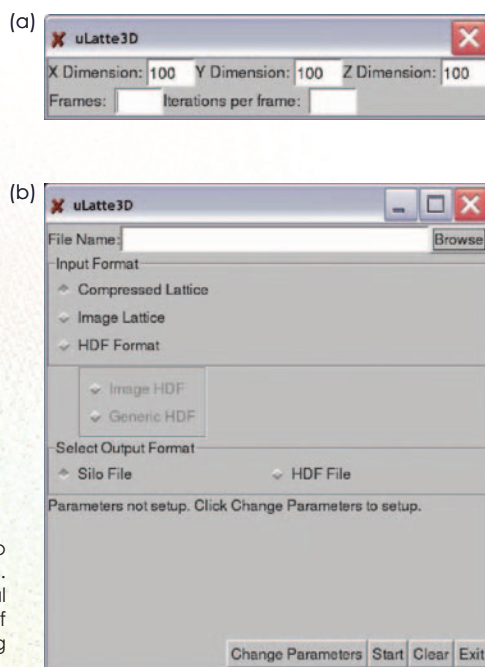 (a)
uLatte3D
X Dimension: 100 Y Dimension: 100 Z Dimension: 100
Frames: Iterations per frame:
(b)
uLatte3D
File Name: Browse
Input Format
Compressed Lattice
Image Lattice
HDF Format
Image HDF
Generic HDF
Select Output Format
Silo File HDF File
Parameters not setup. Click Change Parameters to setup.
Change Parameters Start Clear Exit